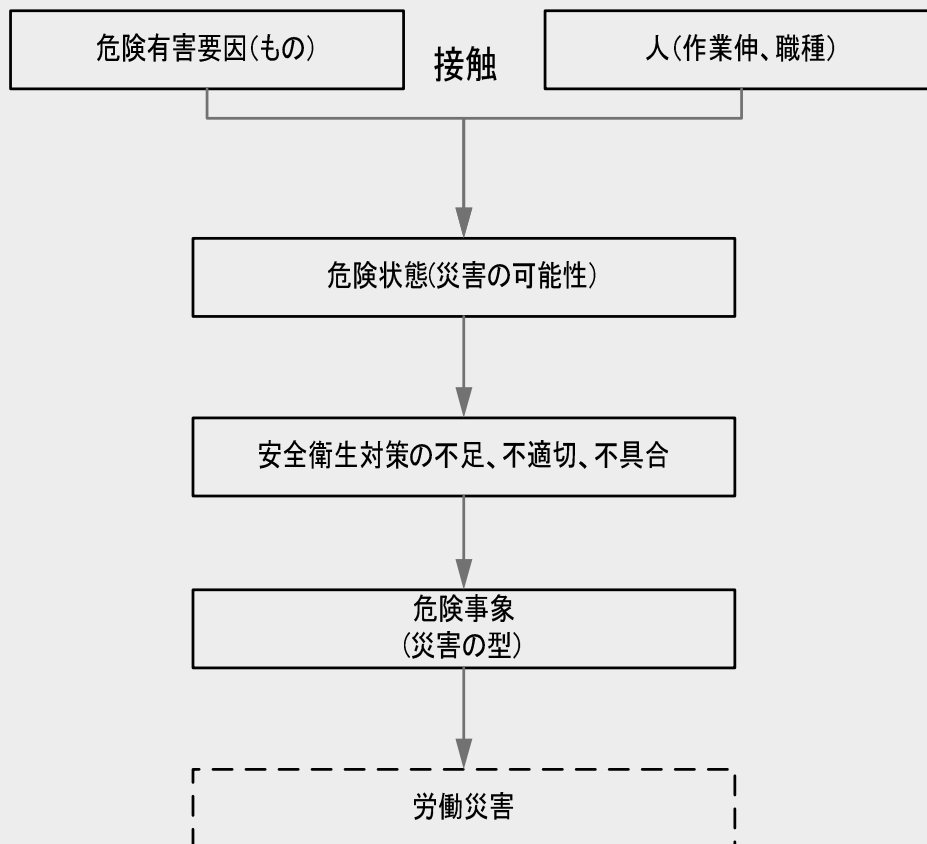 危険有害要因(もの)
接触
人(作業伸、職種)
危険状態(災害の可能性)
安全衛生対策の不足、不適切、不具合
危険事象
(災害の型)
労働災害